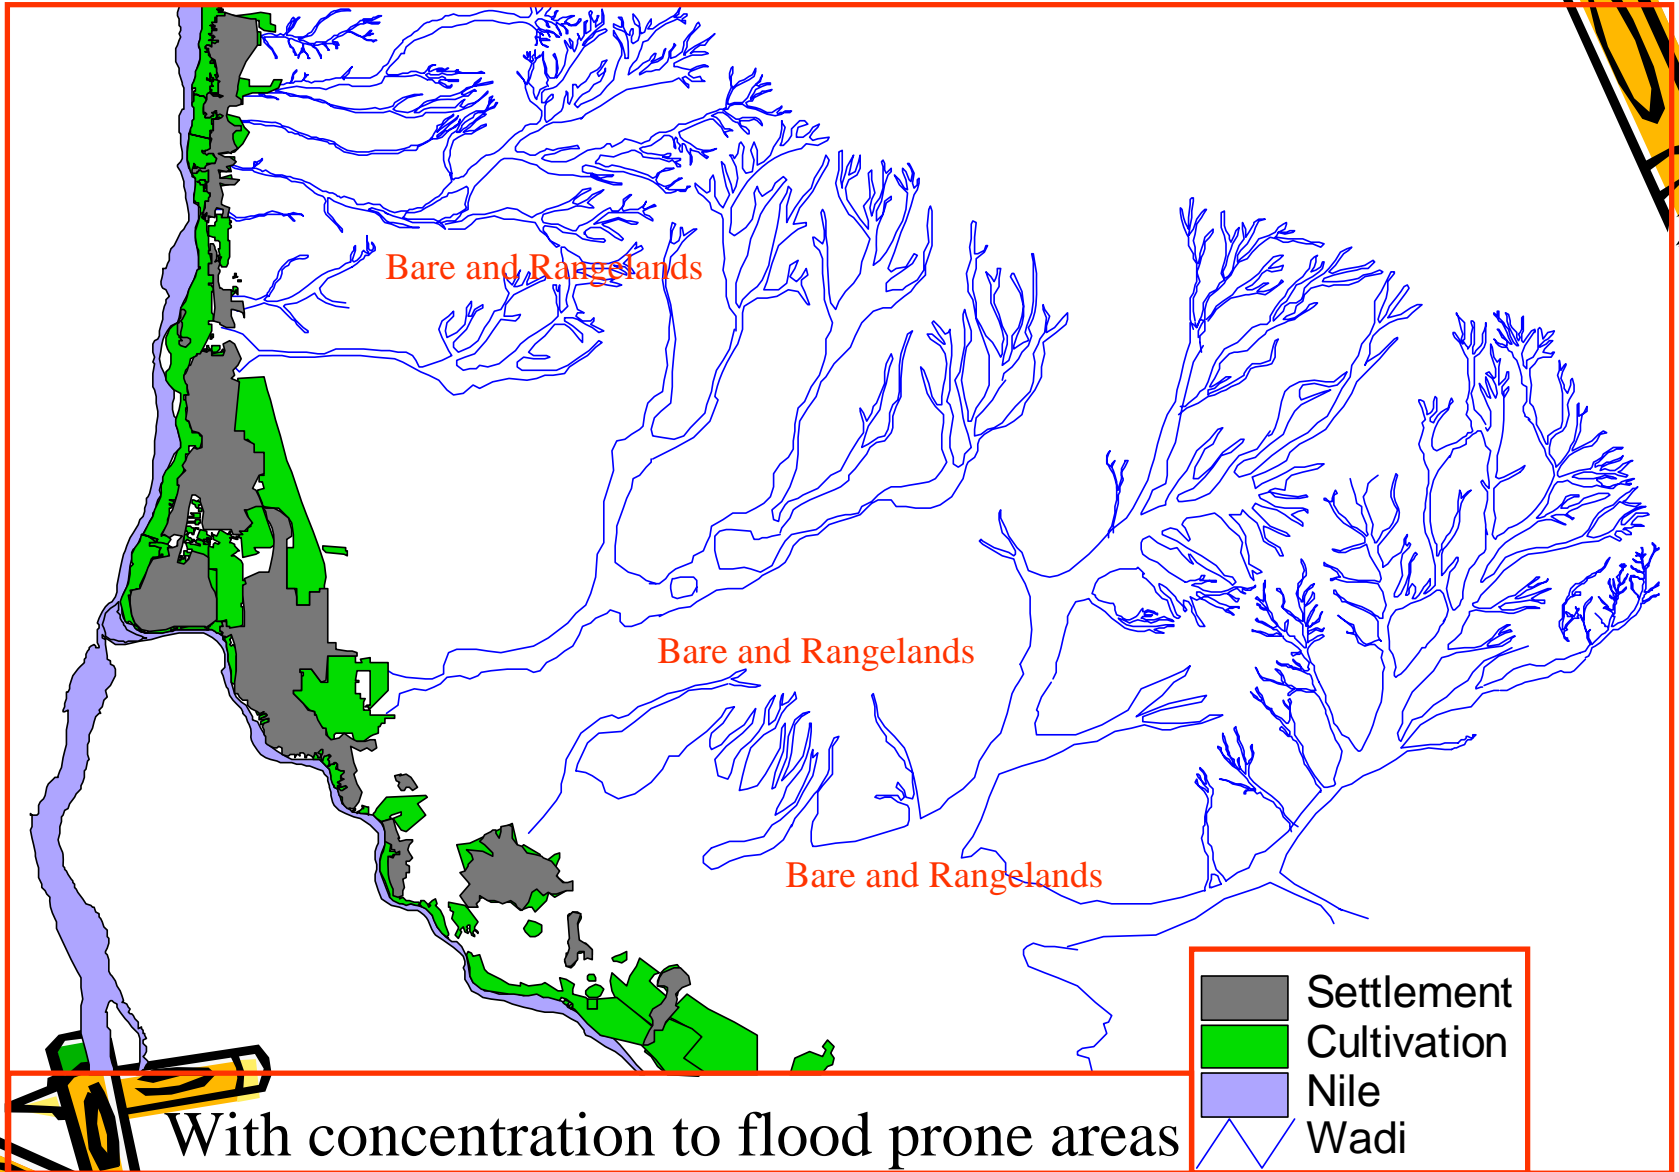 Bare and Rangelands
Bare and Rangelands
Bare and Rangelands
Settlement
Cultivation
Nile
Wadi
With concentration to flood prone areas